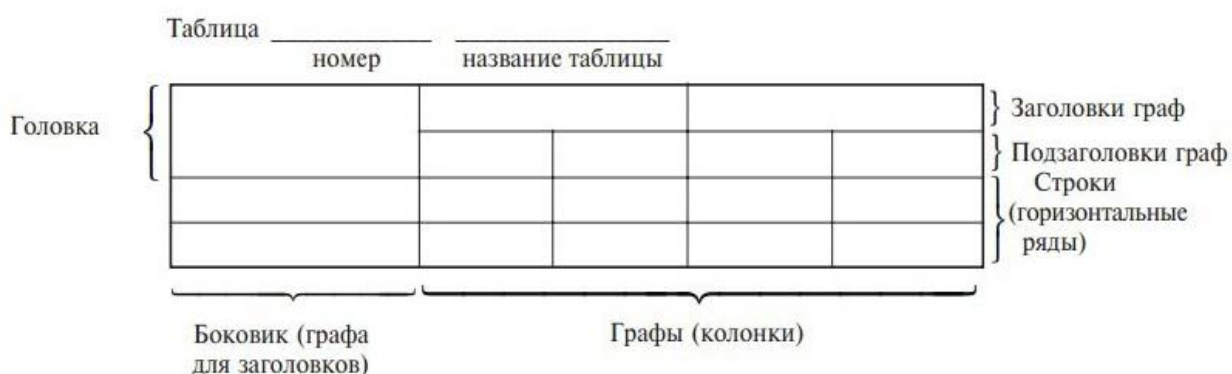 Таблица
номер название таблицы
Головка
Заголовки граф
Подзаголовки граф
Строки
(горизонтальные
ряды)
Боковик (графа
для заголовков)
Графы (колонки)